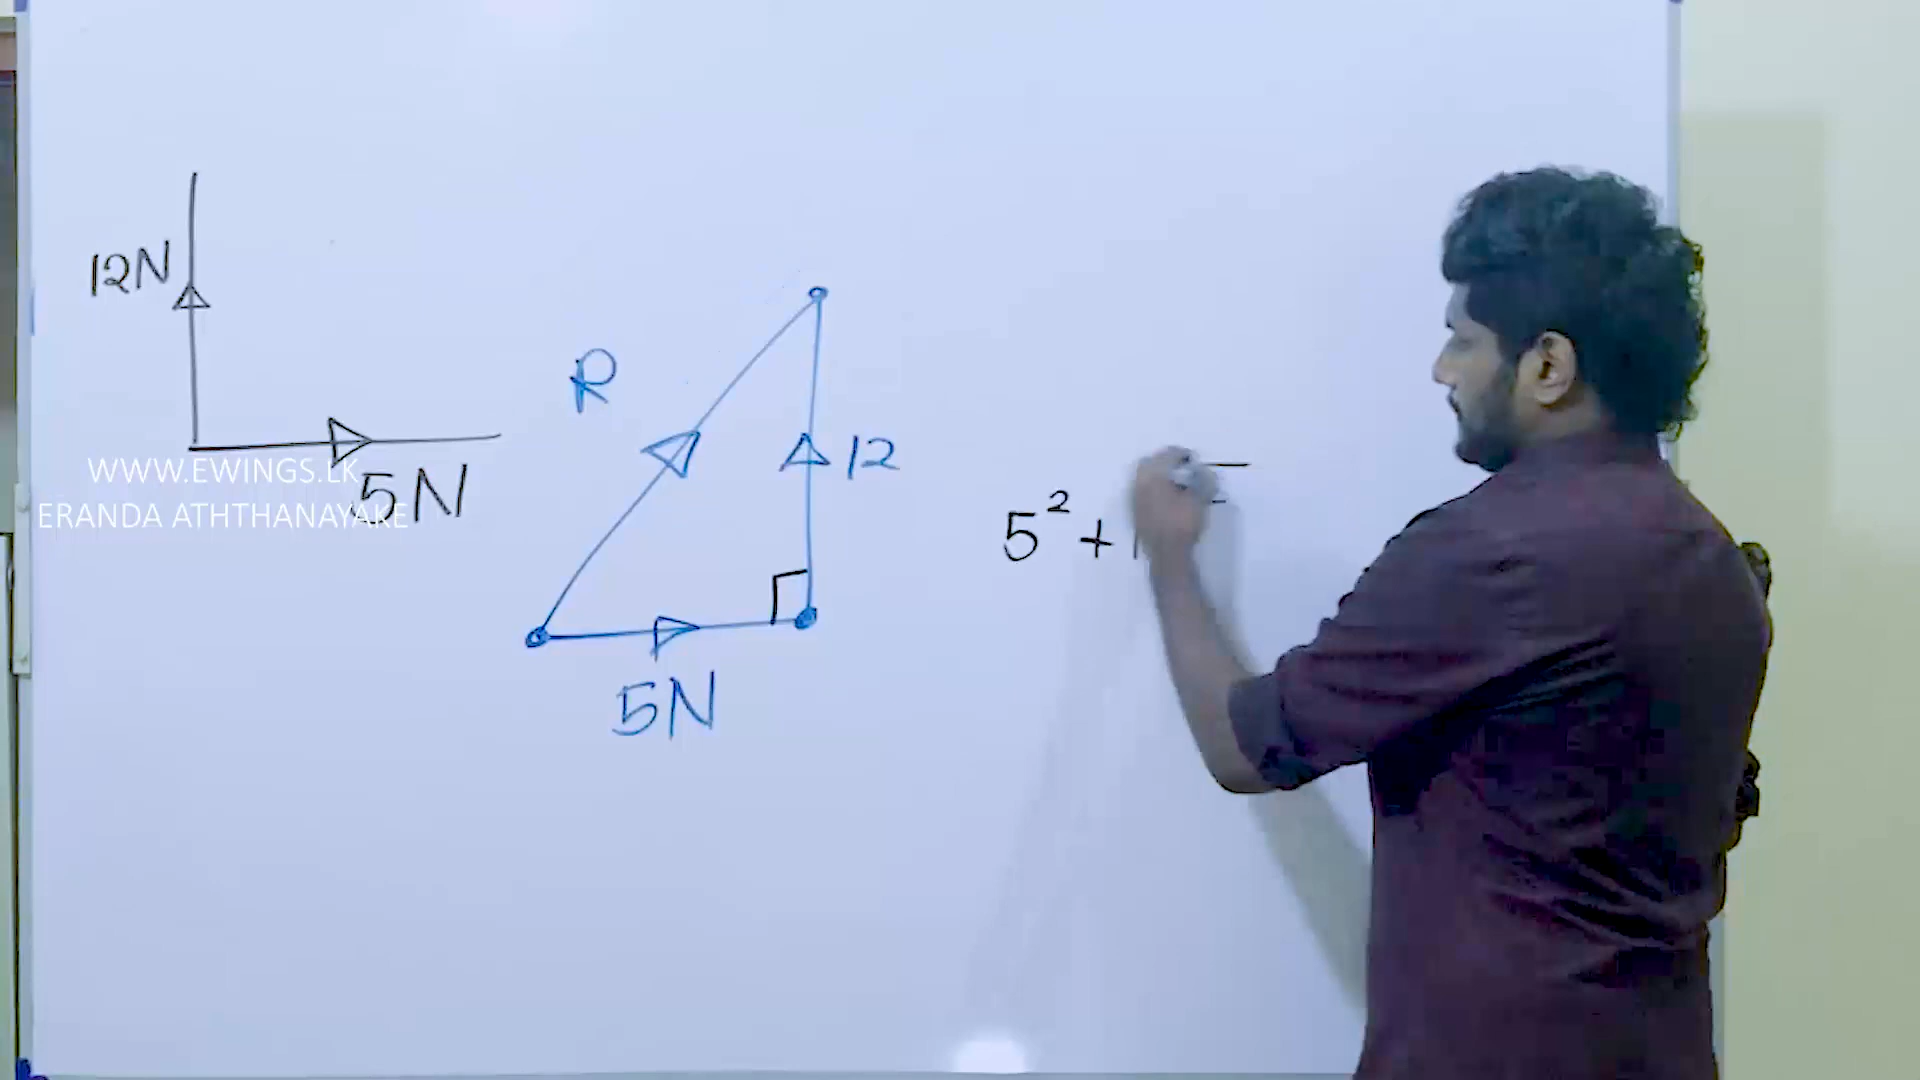 12N
5N
WWW.EWINGS.LK
ERANDA ATHTHANAYAKE
R
12
5N
5² +